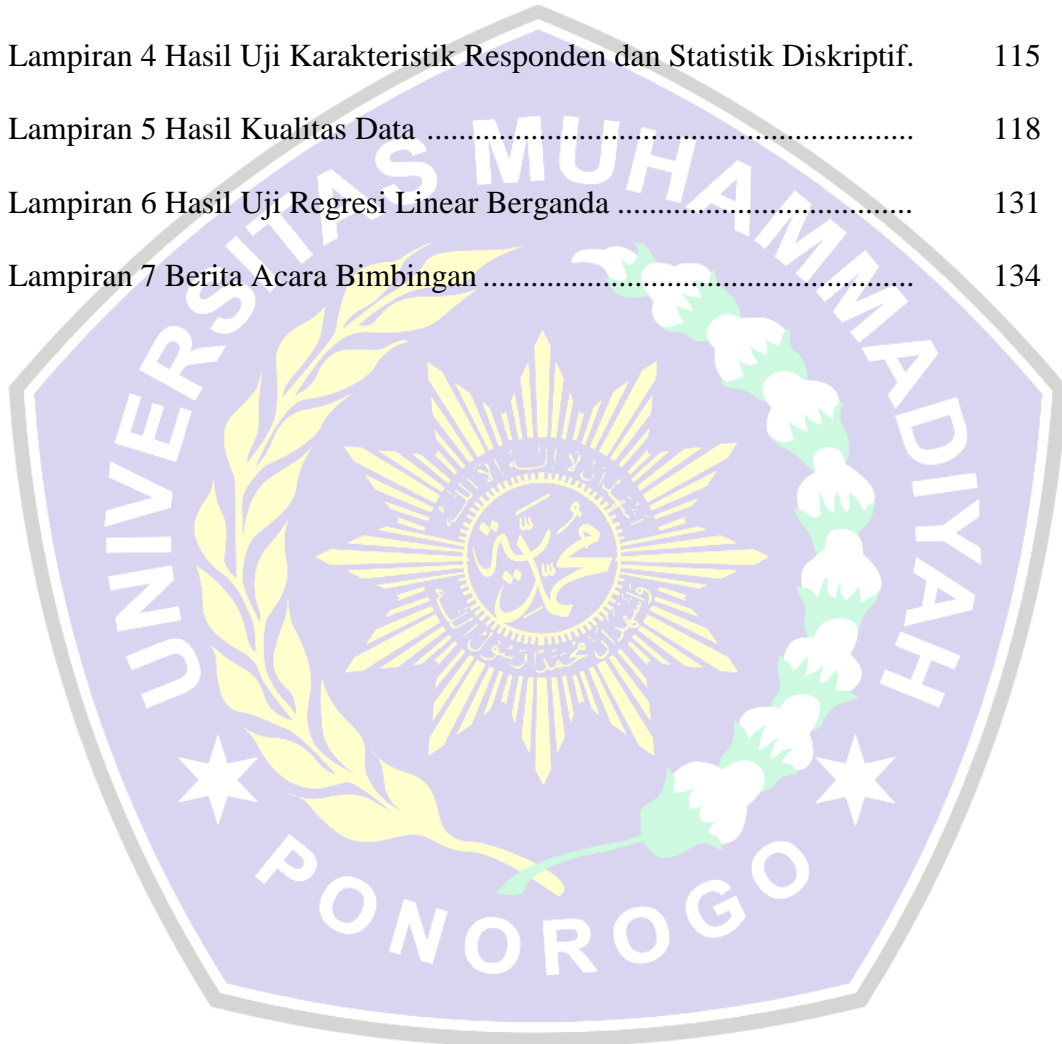 Lampiran 4 Hasil Uji Karakteristik Responden dan Statistik Diskriptif. 115
Lampiran 5 Hasil Kualitas Data ............................................................. 118
Lampiran 6 Hasil Uji Regresi Linear Berganda ..................................... 131
Lampiran 7 Berita Acara Bimbingan ...................................................... 134
UNIVERSITAS MUHAMMADIYAH
PONOROGO
محمدية